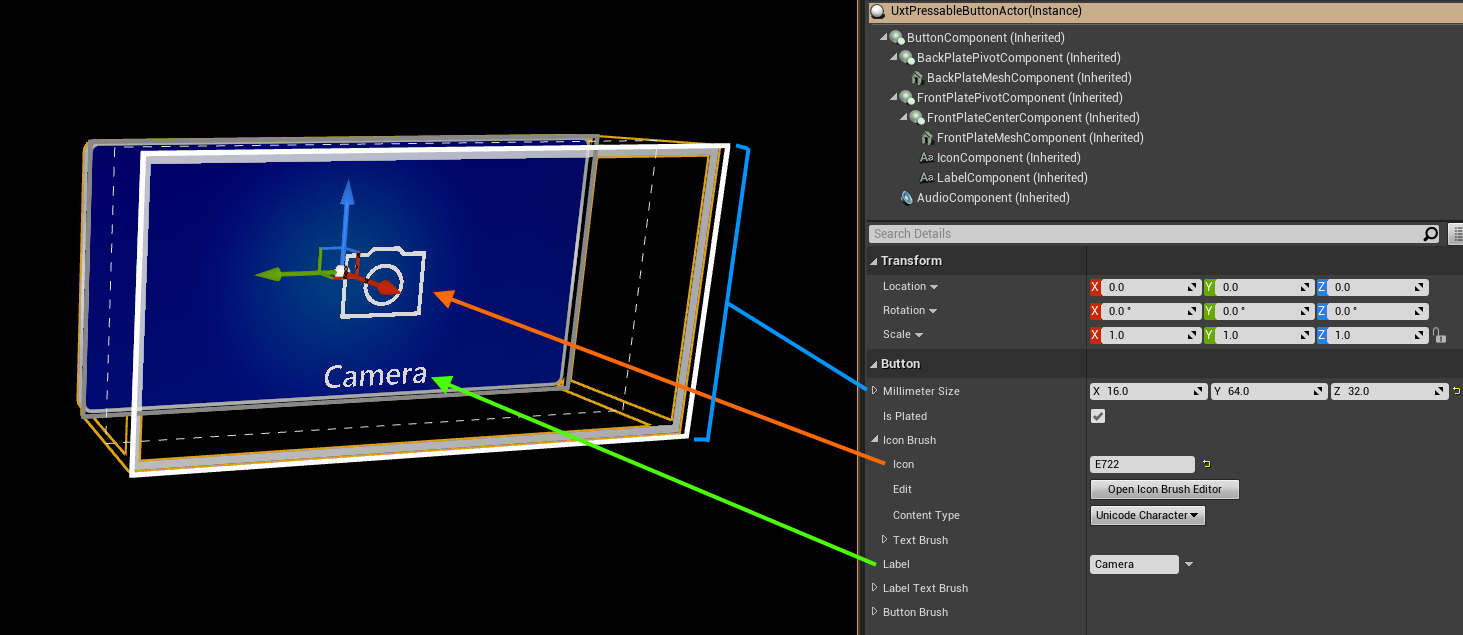 UxtPressableButtonActor(Instance)
ButtonComponent (Inherited)
BackPlatePivotComponent (Inherited)
BackPlateMeshComponent (Inherited)
FrontPlatePivotComponent (Inherited)
FrontPlateCenterComponent (Inherited)
FrontPlateMeshComponent (Inherited)
Aa IconComponent (Inherited)
Aa LabelComponent (Inherited)
AudioComponent (Inherited)
Search Details
Transform
Location X 0.0 Y 0.0 Z 0.0
Rotation X 0.0 ° Y 0.0 ° Z 0.0 °
Scale X 1.0 Y 1.0 Z 1.0
Button
Millimeter Size X 16.0 Y 64.0 Z 32.0
Is Plated
Icon Brush
Icon E722
Edit Open Icon Brush Editor
Content Type Unicode Character
Text Brush
Label Camera
Label Text Brush
Button Brush
Camera